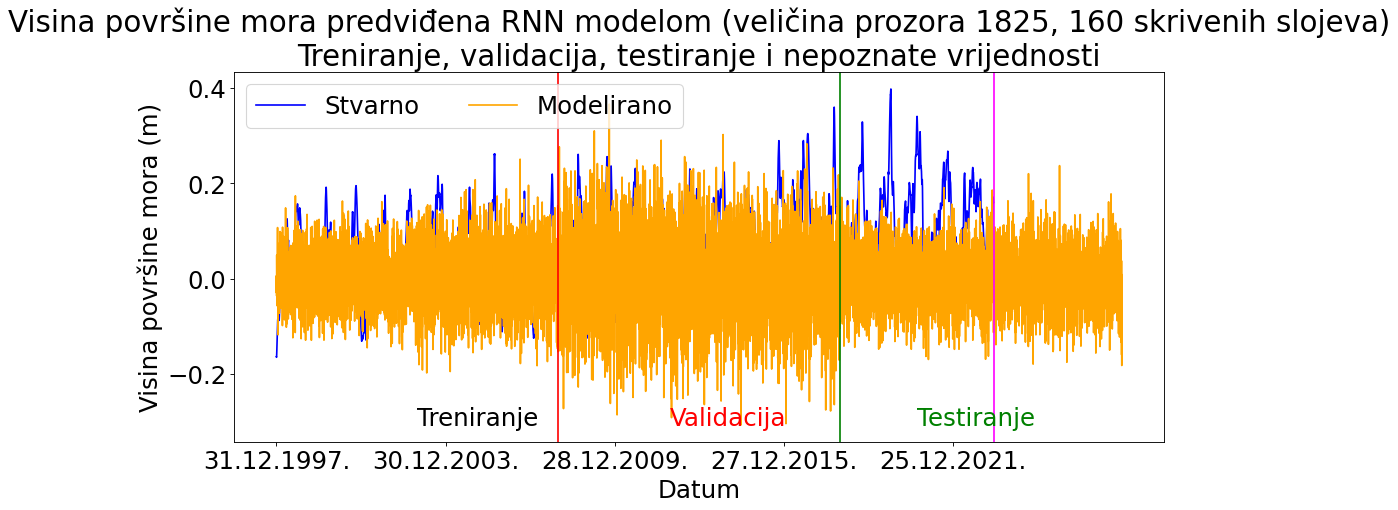 Visina površine mora predviđena RNN modelom (veličina prozora 1825, 160 skrivenih slojeva)
Treniranje, validacija, testiranje i nepoznate vrijednosti
Stvarno Modelirano
Visina površine mora (m)
0.4
0.2
0.0
−0.2
Treniranje Validacija Testiranje
31.12.1997. 30.12.2003. 28.12.2009. 27.12.2015. 25.12.2021.
Datum